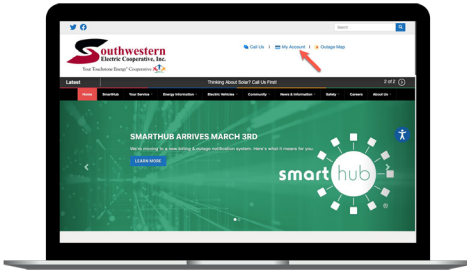 Search
Southwestern
Electric Cooperative, Inc.
Your Touchstone Energy® Cooperative
Call Us | My Account | Outage Map
Latest
Thinking About Solar? Call Us First!
2 of 2
Home SmartHub Your Service Energy Information Electric Vehicles Community News & Information Safety Careers About Us
SMARTHUB ARRIVES MARCH 3RD
We're moving to a new billing & outage notification system. Here's what it means for you.
LEARN MORE
smart hub
®